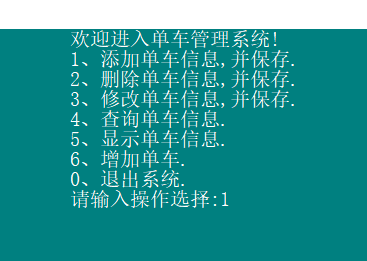 欢迎进入单车管理系统!
1、添加单车信息,并保存.
2、删除单车信息,并保存.
3、修改单车信息,并保存.
4、查询单车信息.
5、显示单车信息.
6、增加单车.
0、退出系统.
请输入操作选择:1